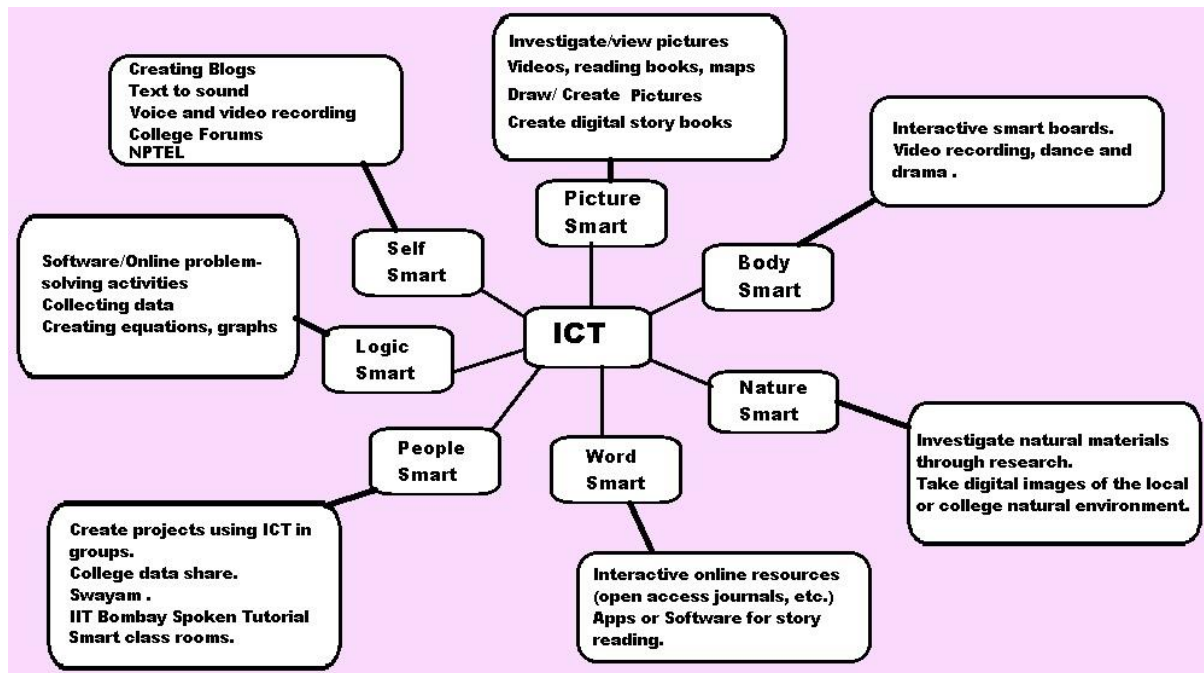 Investigate/view pictures
Videos, reading books, maps
Draw/ Create Pictures
Create digital story books
Creating Blogs
Text to sound
Voice and video recording
College Forums
NPTEL
Interactive smart boards.
Video recording, dance and
drama .
Picture
Smart
Self
Smart
Body
Smart
Software/Online problem-
solving activities
Collecting data
Creating equations, graphs
ICT
Logic
Smart
Nature
Smart
People
Smart
Word
Smart
Investigate natural materials
through research.
Take digital images of the local
or college natural environment.
Create projects using ICT in
groups.
College data share.
Swayam .
IIT Bombay Spoken Tutorial
Smart class rooms.
Interactive online resources
(open access journals, etc.)
Apps or Software for story
reading.